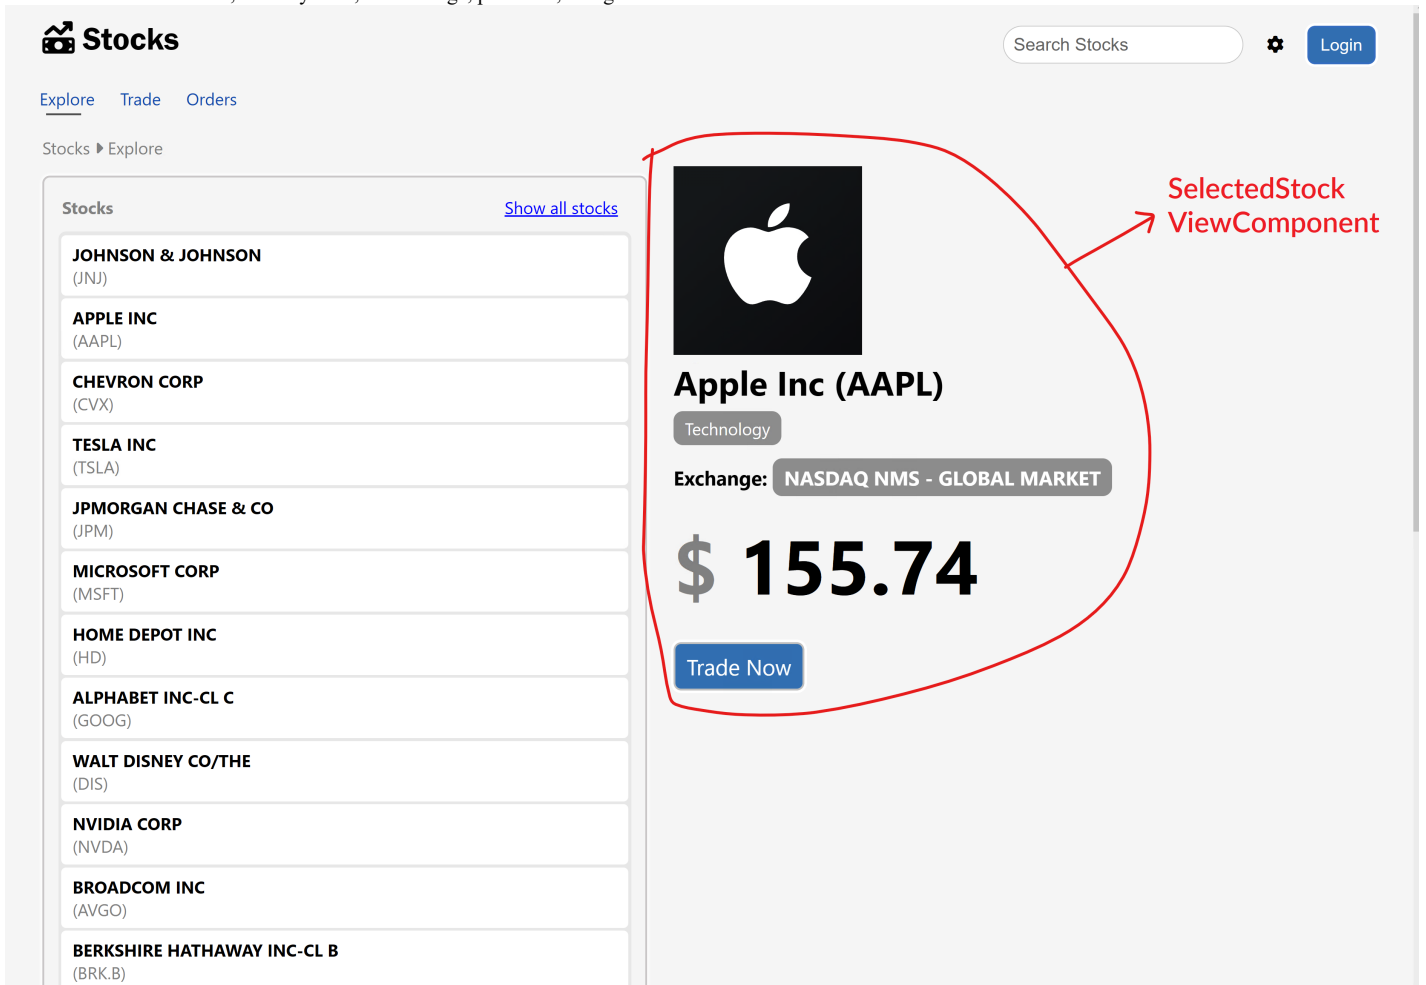 Stocks
Search Stocks
Login
Explore Trade Orders
Stocks Explore
Stocks Show all stocks
JOHNSON & JOHNSON
(JNJ)
APPLE INC
(AAPL)
CHEVRON CORP
(CVX)
TESLA INC
(TSLA)
JPMORGAN CHASE & CO
(JPM)
MICROSOFT CORP
(MSFT)
HOME DEPOT INC
(HD)
ALPHABET INC-CL C
(GOOG)
WALT DISNEY CO/THE
(DIS)
NVIDIA CORP
(NVDA)
BROADCOM INC
(AVGO)
BERKSHIRE HATHAWAY INC-CL B
(BRK.B)
Apple Inc (AAPL)
Technology
Exchange: NASDAQ NMS - GLOBAL MARKET
$ 155.74
Trade Now
SelectedStock
ViewComponent